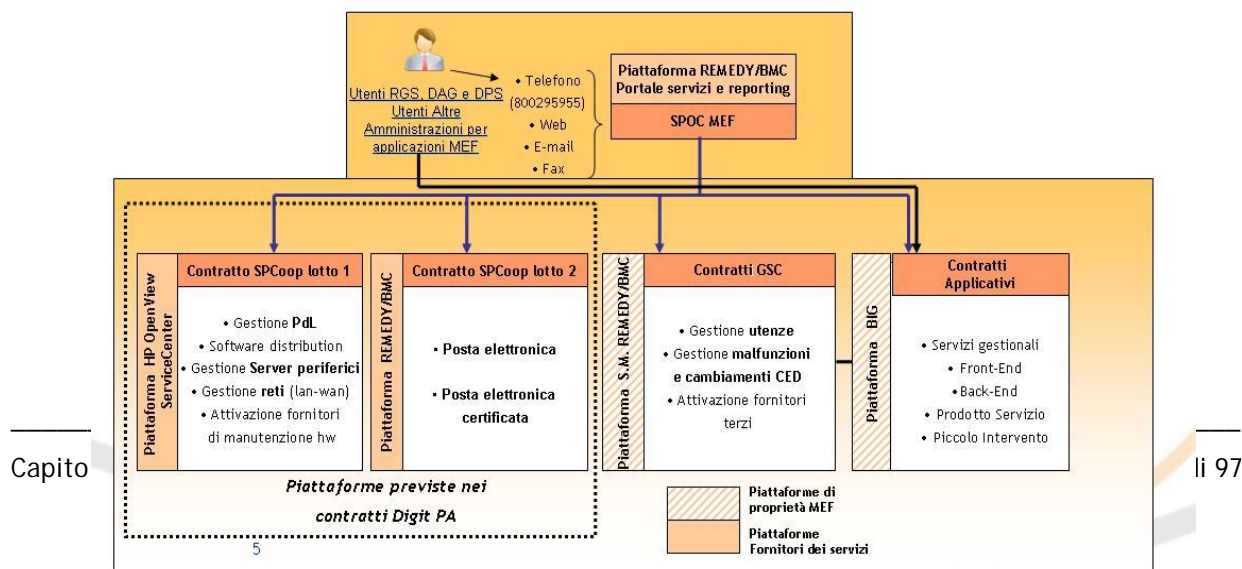 Utenti RGS, DAG e DPS
Utenti Altre
Amministrazioni per
applicazioni MEF
• Telefono
(800295955)
• Web
• E-mail
• Fax
Piattaforma REMEDY/BMC
Portale servizi e reporting
SPOC MEF
Piattaforma HP OpenView
ServiceCenter
Contratto SPCoop lotto 1
• Gestione PdL
• Software distribution
• Gestione Server periferici
• Gestione reti (lan-wan)
• Attivazione fornitori
di manutenzione hw
Piattaforma REMEDY/BMC
Contratto SPCoop lotto 2
• Posta elettronica
• Posta elettronica
certificata
Piattaforma S.M. REMEDY/BMC
Contratti GSC
• Gestione utenze
• Gestione malfunzioni
e cambiamenti CED
• Attivazione fornitori
terzi
Piattaforma BIG
Contratti
Applicativi
• Servizi gestionali
• Front-End
• Back-End
• Prodotto Servizio
• Piccolo Intervento
Capito
li 97
Piattaforme previste nei
contratti Digit PA
5
Piattaforme di
proprietà MEF
Piattaforme
Fornitori dei servizi